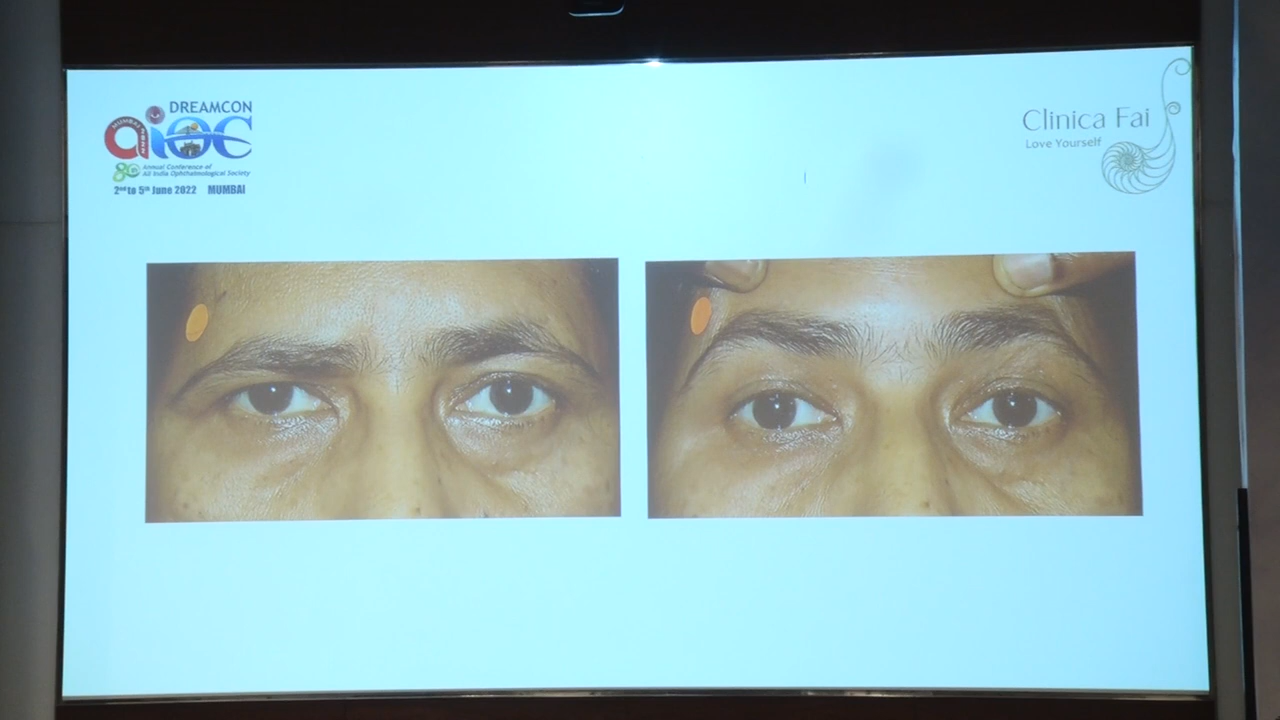 DREAMCON
aioc
MUMBAI 2022
80 Annual Conference of
All India Ophthalmological Society
2nd to 5th June 2022 MUMBAI
Clinica Fai
Love Yourself